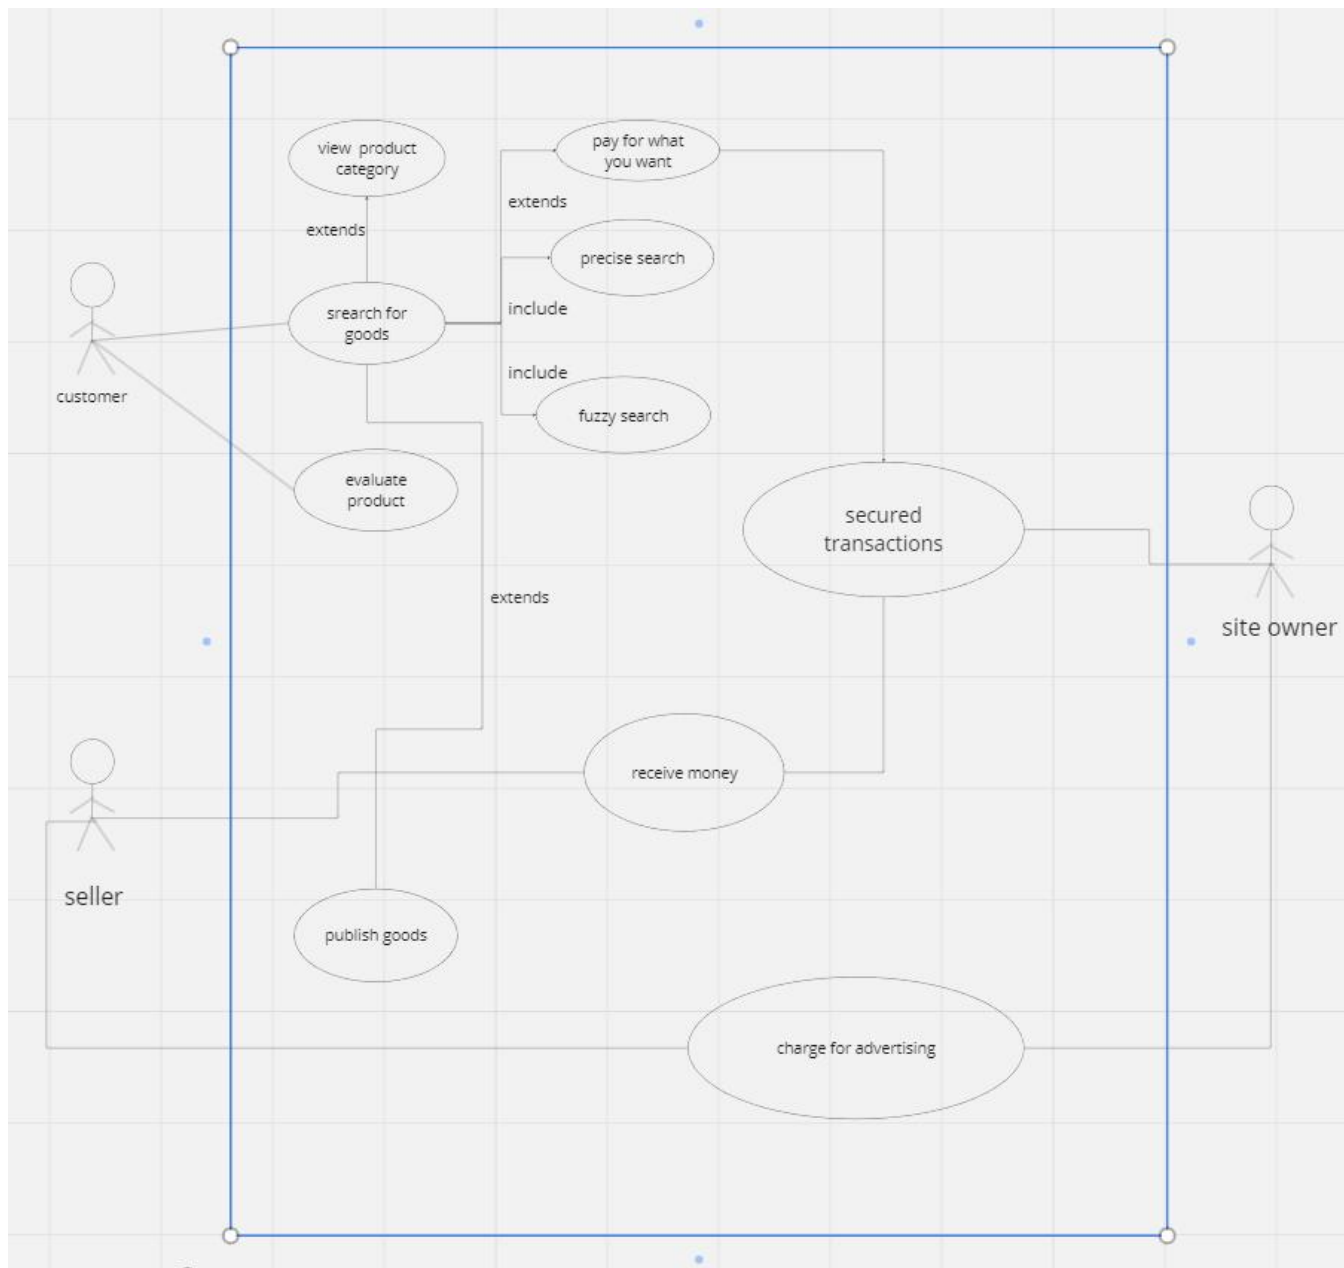 view product
category
pay for what
you want
extends
extends
precise search
srearch for
goods
include
include
customer
fuzzy search
evaluate
product
secured
transactions
extends
site owner
receive money
seller
publish goods
charge for advertising